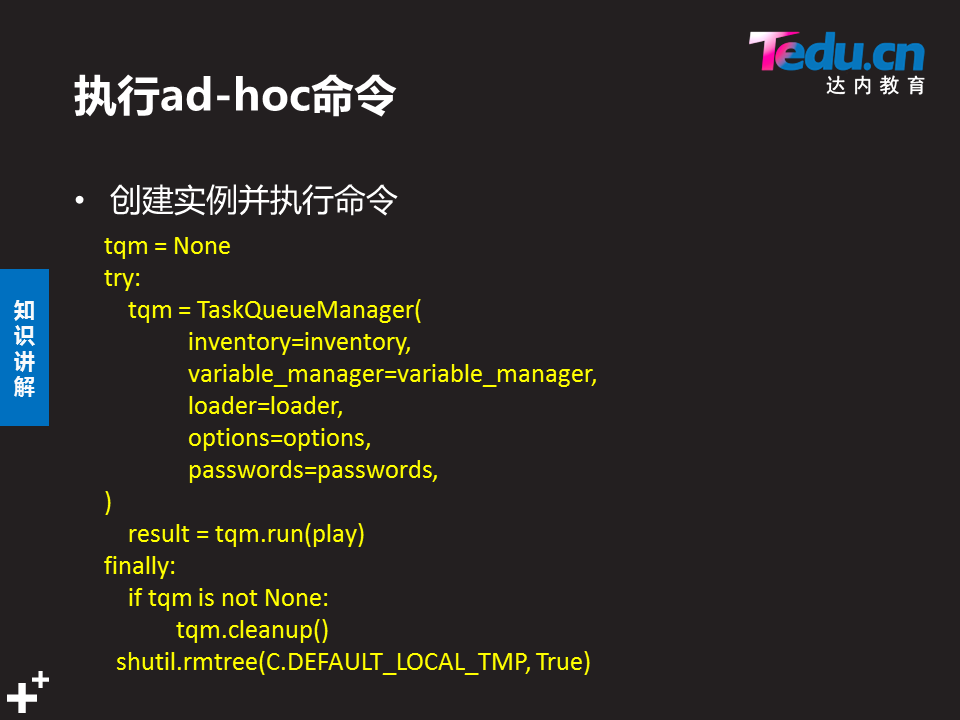 Tedu.cn
达内教育
执行ad-hoc命令
• 创建实例并执行命令
tqm = None
try:
tqm = TaskQueueManager(
inventory=inventory,
variable_manager=variable_manager,
loader=loader,
options=options,
passwords=passwords,
)
result = tqm.run(play)
finally:
if tqm is not None:
tqm.cleanup()
shutil.rmtree(C.DEFAULT_LOCAL_TMP, True)
知
识
讲
解